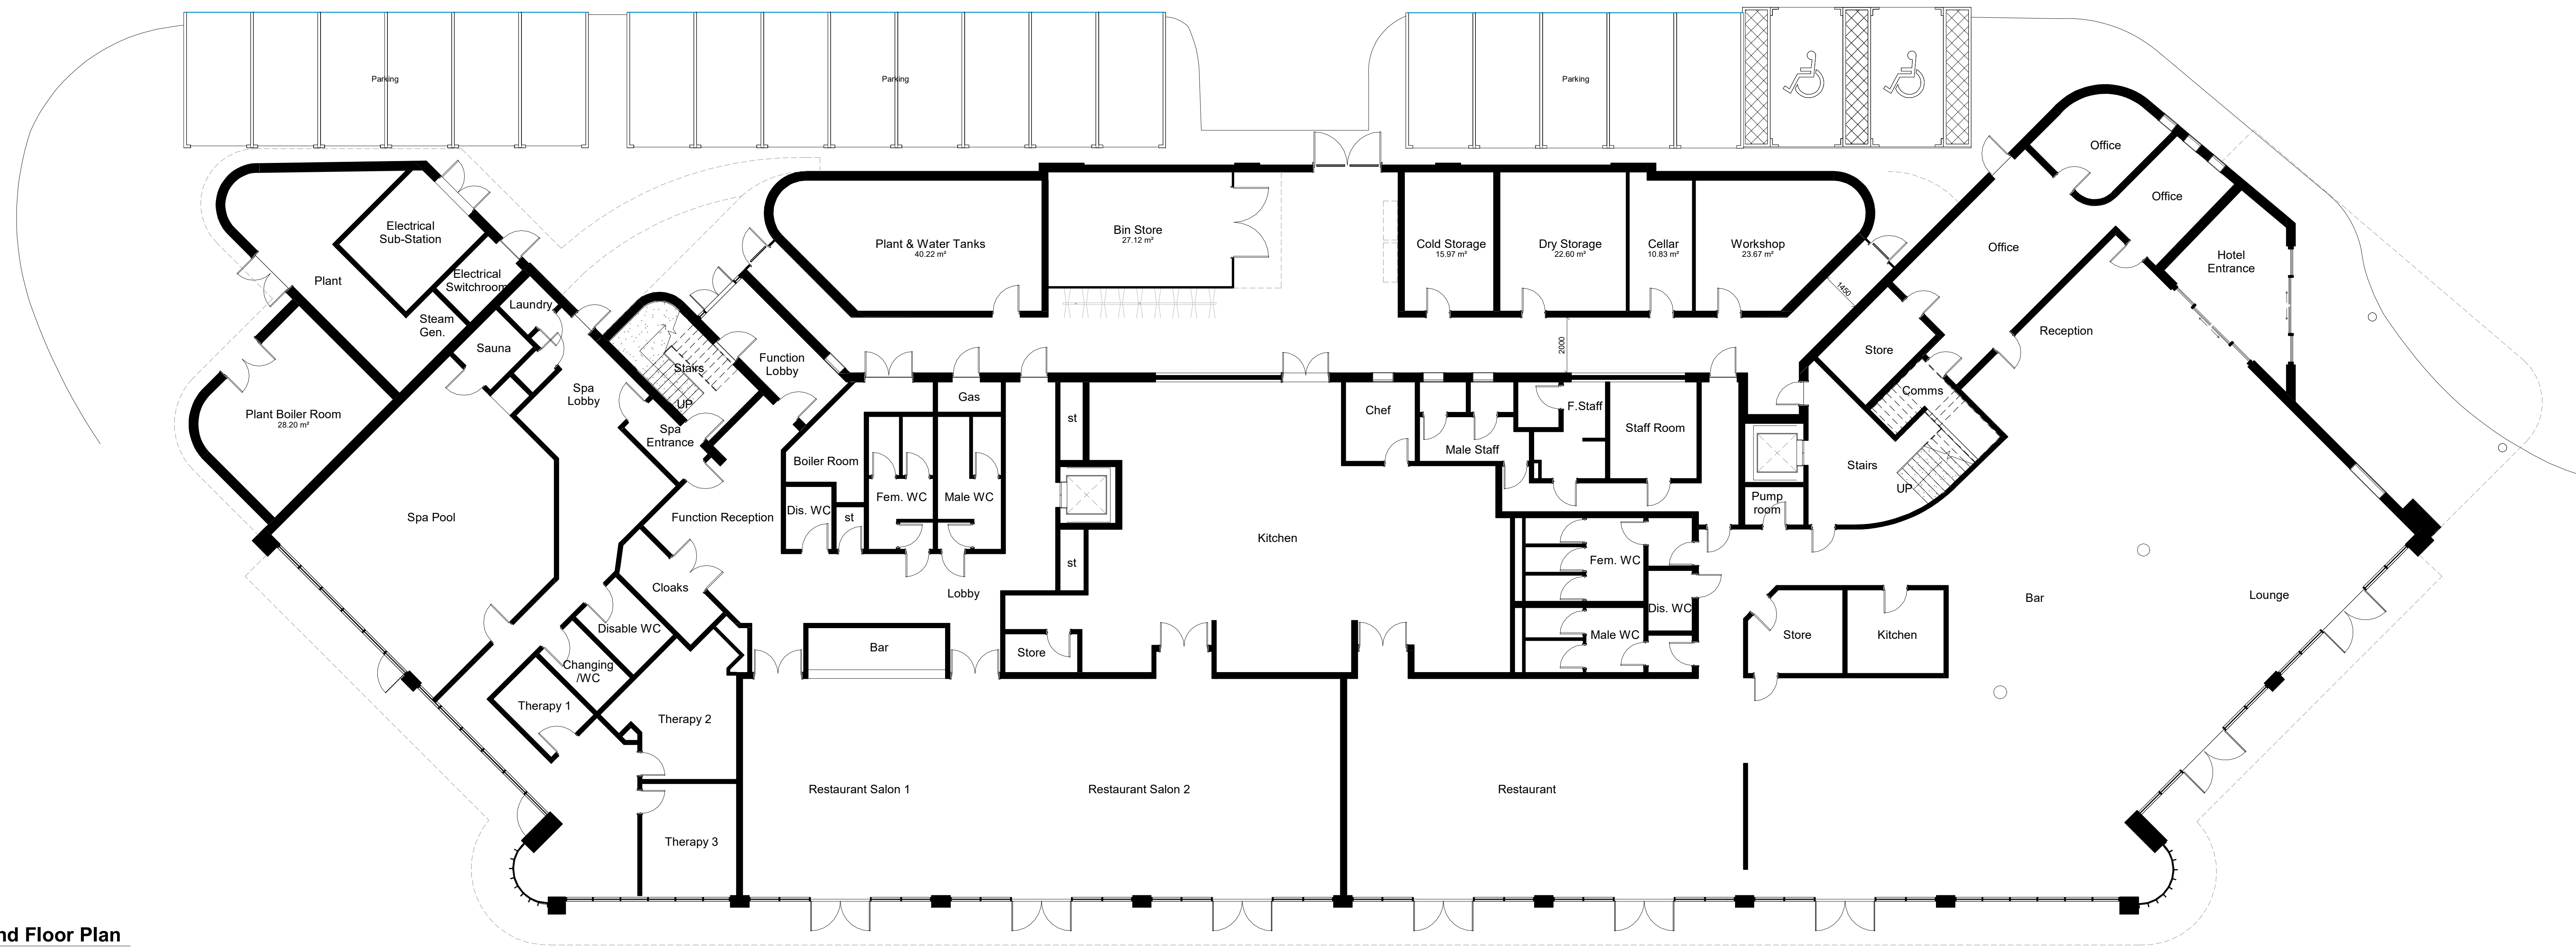 Parking
Parking
Parking
Office
Office
Office
Hotel
Entrance
Electrical
Sub-Station
Plant & Water Tanks
40.22 m²
Bin Store
27.12 m²
Cold Storage
15.97 m²
Dry Storage
22.60 m²
Cellar
10.83 m²
Workshop
23.67 m²
Plant
Electrical
Switchroom
Laundry
Steam
Gen.
Sauna
1450
2000
Reception
Store
Stairs
UP
Function
Lobby
Spa
Lobby
Gas
Comms
Plant Boiler Room
28.20 m²
Spa
Entrance
st
Chef
F.Staff
Staff Room
Male Staff
Boiler Room
Stairs
UP
Fem. WC
Male WC
Dis. WC
st
Pump
room
Spa Pool
Function Reception
Kitchen
Fem. WC
st
Cloaks
Lobby
Dis. WC
Bar
Lounge
Disable WC
Male WC
Store
Kitchen
Bar
Store
Changing
/WC
Therapy 1
Therapy 2
Restaurant Salon 1
Restaurant Salon 2
Restaurant
Therapy 3
nd Floor Plan